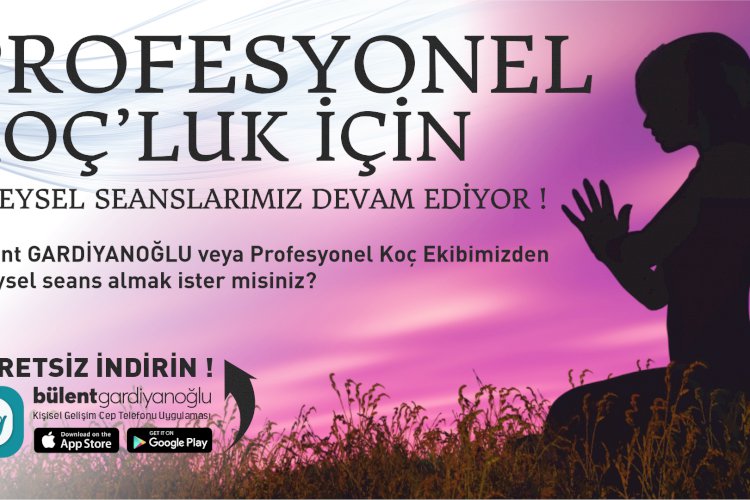 PROFESYONEL
KOÇ’LUK İÇİN
EYSEL SEANSLARIMIZ DEVAM EDİYOR !
nt GARDİYANOĞLU veya Profesyonel Koç Ekibimizden
ysel seans almak ister misiniz?
RETSİZ İNDİRİN !
bülentgardiyanoğlu
Kişisel Gelişim Cep Telefonu Uygulaması
Download on the
App Store
GET IT ON
Google Play